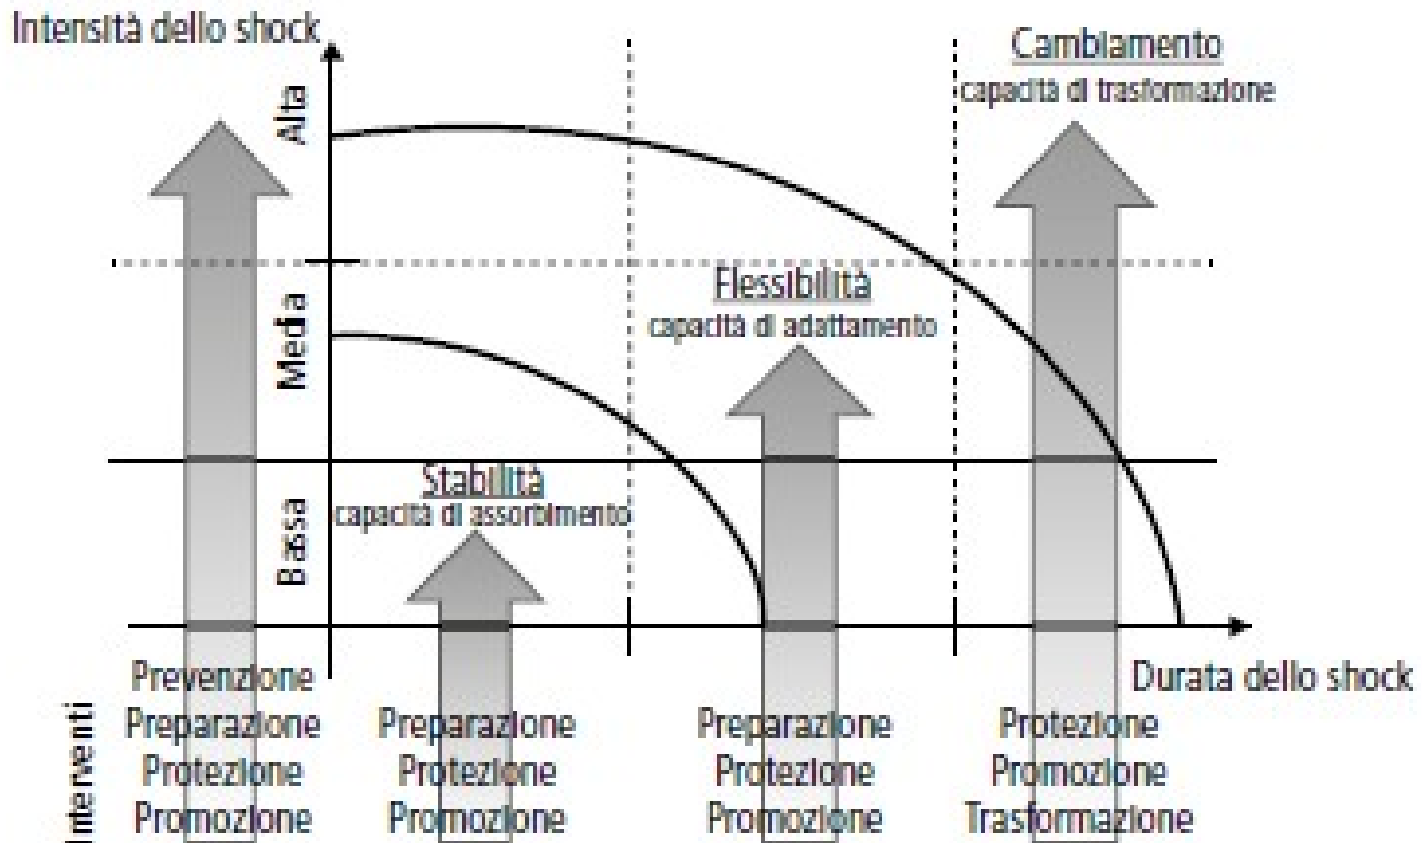 Intensità dello shock
Alta
Media
Bassa
Cambiamento
capacità di trasformazione
Flessibilità
capacità di adattamento
Stabilità
capacità di assorbimento
Durata dello shock
Interventi
Prevenzione
Preparazione
Protezione
Promozione
Preparazione
Protezione
Promozione
Preparazione
Protezione
Promozione
Protezione
Promozione
Trasformazione